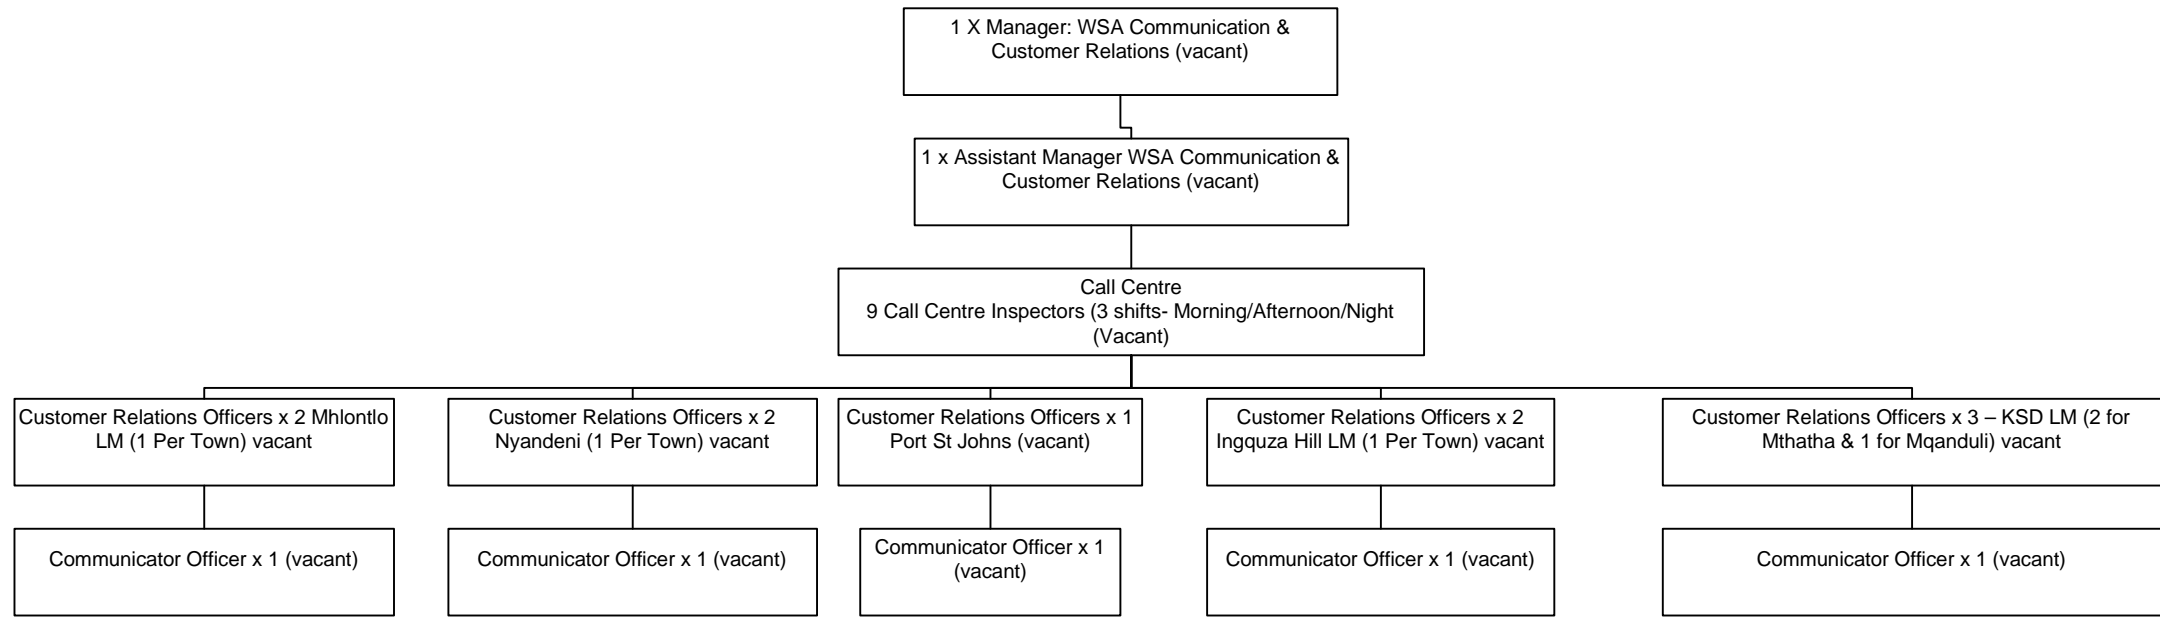 1 X Manager: WSA Communication &
Customer Relations (vacant)
1 x Assistant Manager WSA Communication &
Customer Relations (vacant)
Call Centre
9 Call Centre Inspectors (3 shifts- Morning/Afternoon/Night
(Vacant)
Customer Relations Officers x 2 Mhlontlo
LM (1 Per Town) vacant
Customer Relations Officers x 2
Nyandeni (1 Per Town) vacant
Customer Relations Officers x 1
Port St Johns (vacant)
Customer Relations Officers x 2
Ingquza Hill LM (1 Per Town) vacant
Customer Relations Officers x 3 – KSD LM (2 for
Mthatha & 1 for Mqanduli) vacant
Communicator Officer x 1 (vacant)
Communicator Officer x 1 (vacant)
Communicator Officer x 1
(vacant)
Communicator Officer x 1 (vacant)
Communicator Officer x 1 (vacant)